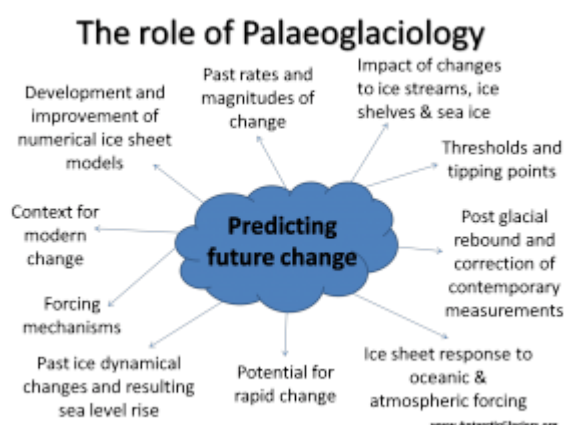 The role of Palaeoglaciology
Development and
improvement of
numerical ice sheet
models
Past rates and
magnitudes of
change
Impact of changes
to ice streams, ice
shelves & sea ice
Thresholds and
tipping points
Context for
modern
change
Predicting
future change
Post glacial
rebound and
correction of
contemporary
measurements
Forcing
mechanisms
Past ice dynamical
changes and resulting
sea level rise
Potential for
rapid change
Ice sheet response to
oceanic &
atmospheric forcing